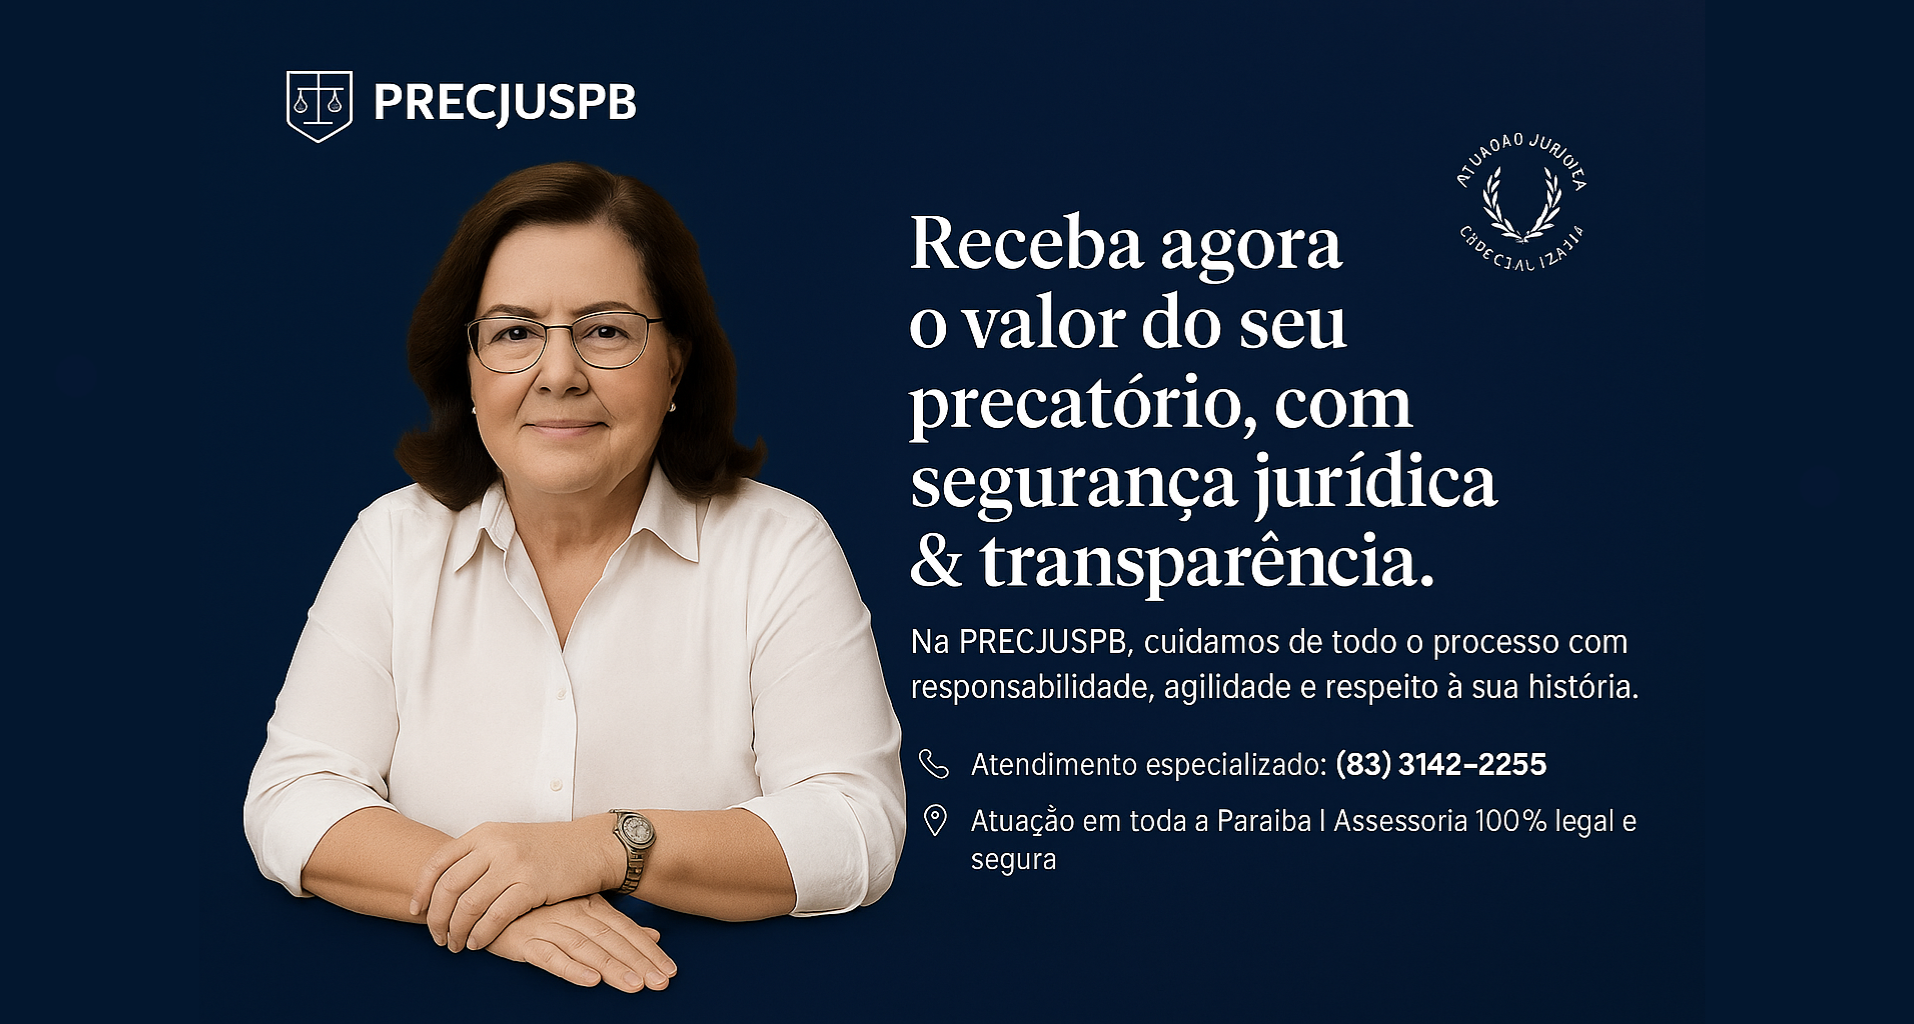 PRECJUSPB
Receba agora
o valor do seu
precatório, com
segurança jurídica
& transparência.
Na PRECJUSPB, cuidamos de todo o processo com
responsabilidade, agilidade e respeito à sua história.
Atendimento especializado: (83) 3142-2255
Atuação em toda a Paraiba | Assessoria 100% legal e
segura